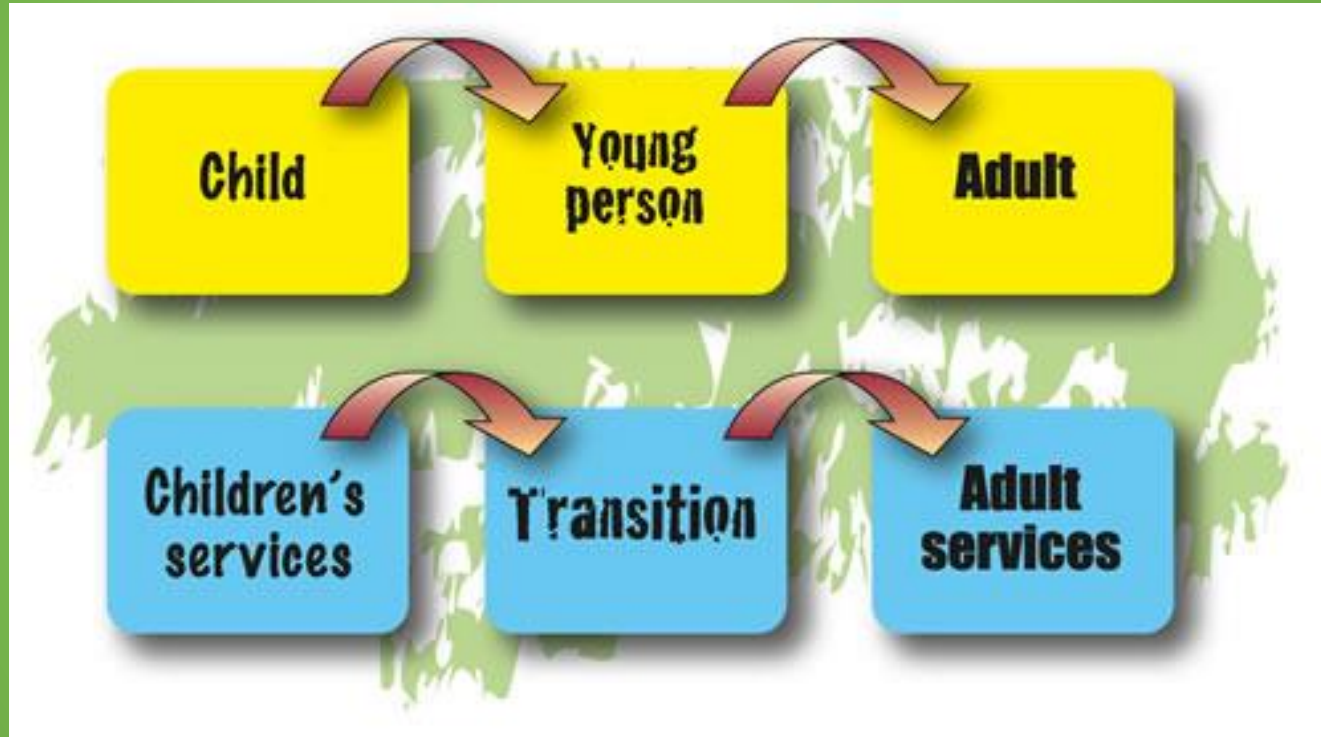 Child
Young
person
Adult
Children's
services
Transition
Adult
services